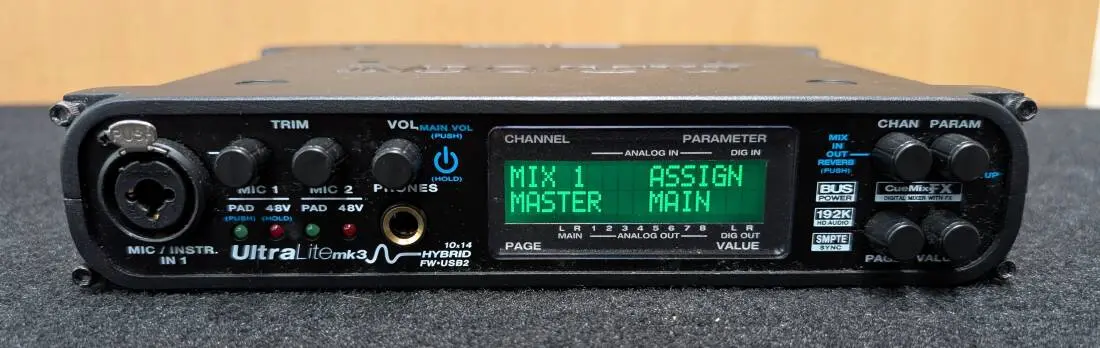 PUSH
TRIM
VOL
MAIN VOL
(PUSH)
(HOLD)
MIC 1
MIC 2
PHONES
PAD 48V
PAD 48V
(PUSH) (HOLD)
MIC / INSTR.
IN 1
UltraLite mk3
10x14
HYBRID
FW•USB2
CHANNEL PARAMETER
ANALOG IN DIG IN
MIX 1 ASSIGN
MASTER MAIN
L R 1 2 3 4 5 6 7 8 L R
MAIN ANALOG OUT DIG OUT
PAGE VALUE
MIX
IN
OUT
REVERB
(PUSH)
CHAN PARAM
UP
BUS
POWER
CueMix FX
DIGITAL MIXER WITH FX
192K
HD AUDIO
SMPTE
SYNC